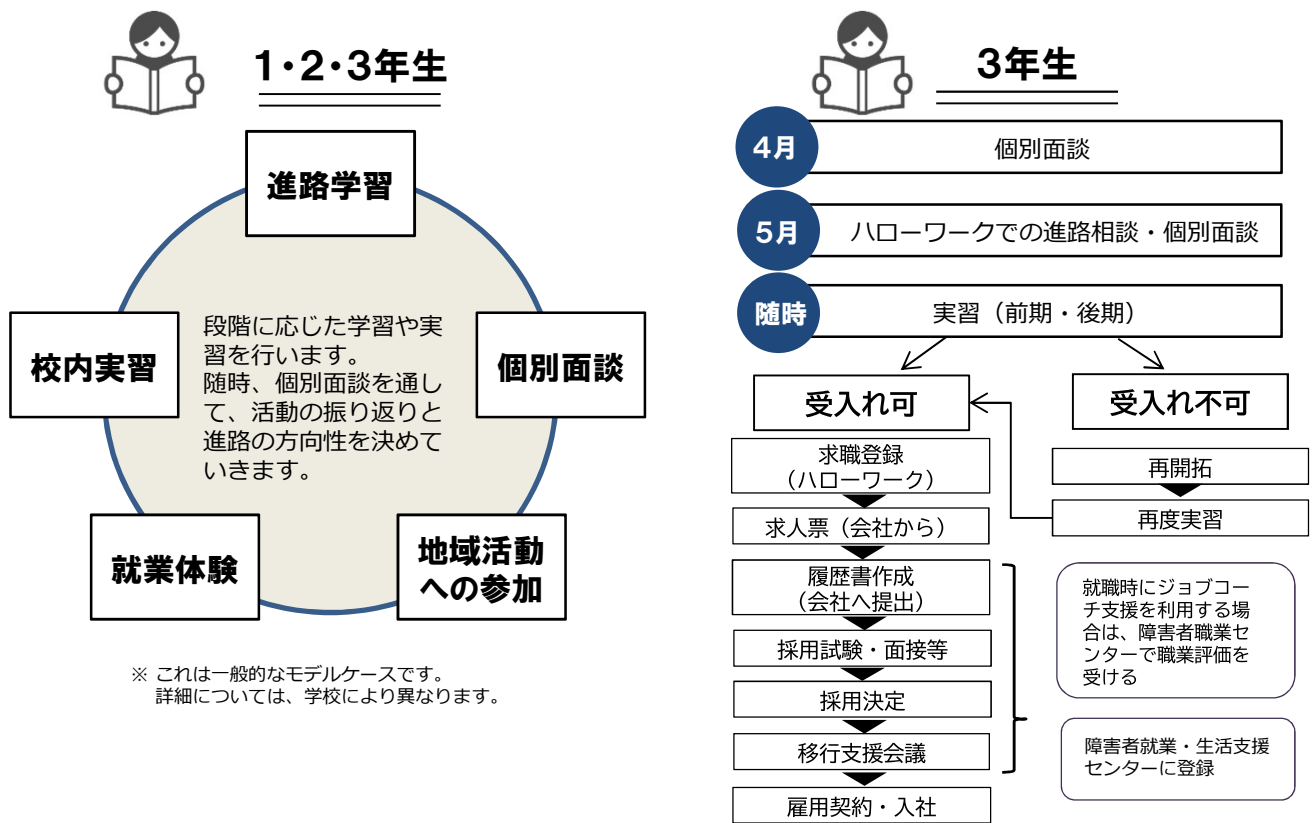 1・2・3年生
進路学習
校内実習
個別面談
段階に応じた学習や実
習を行います。
随時、個別面談を通し
て、活動の振り返りと
進路の方向性を決めて
いきます。
就業体験
地域活動
への参加
※ これは一般的なモデルケースです。
詳細については、学校により異なります。
3年生
4月
個別面談
5月
ハローワークでの進路相談・個別面談
随時
実習（前期・後期）
受入れ可
受入れ不可
求職登録
（ハローワーク）
求人票（会社から）
履歴書作成
（会社へ提出）
採用試験・面接等
採用決定
移行支援会議
雇用契約・入社
再開拓
再度実習
就職時にジョブコー
チ支援を利用する場
合は、障害者職業セ
ンターで職業評価を
受ける
障害者就業・生活支援
センターに登録